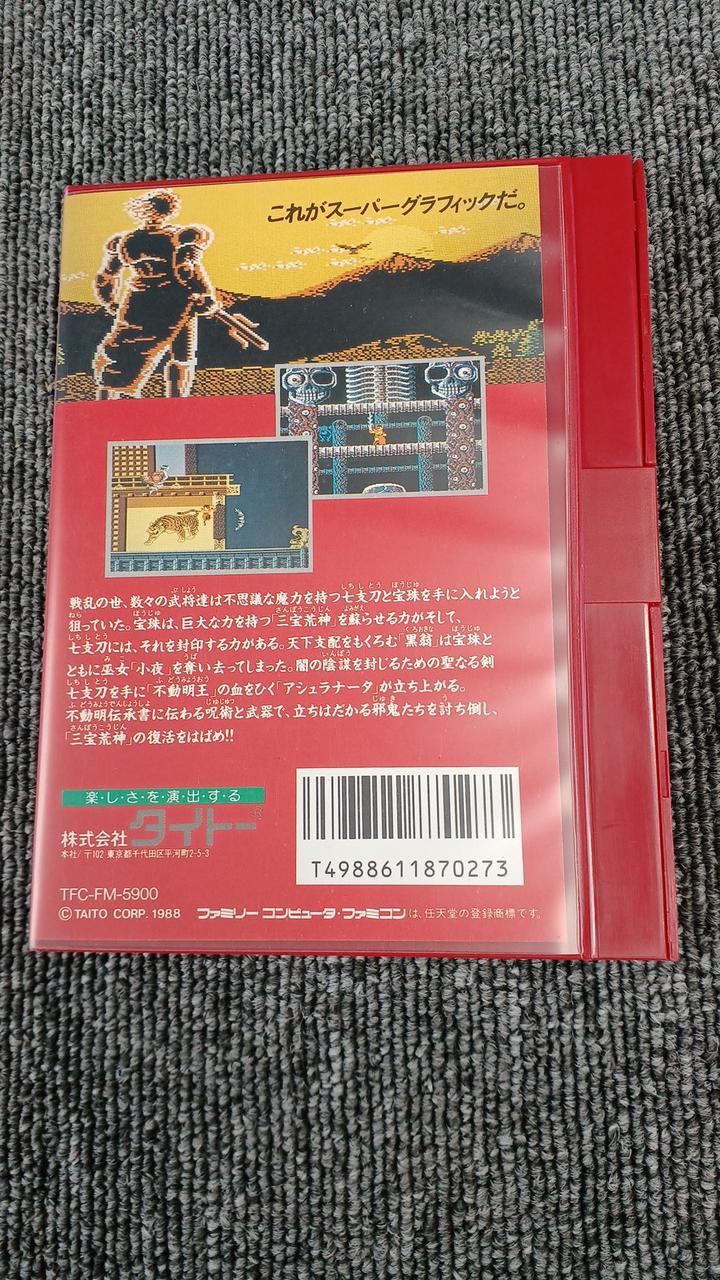 これがスーパーグラフィックだ。
戦乱の世、数々の武将達は不思議な魔力を持つ七支刀と宝珠を手に入れようと
狙っていた。宝珠は、巨大な力を持つ「三宝荒神」を蘇らせる力がそして、
七支刀には、それを封印する力がある。天下支配をもくろむ「黒翁」は宝珠と
ともに巫女「小夜」を奪い去ってしまった。闇の陰謀を封じるための聖なる剣
七支刀を手に「不動明王」の血をひく「アシュラナータ」が立ち上がる。
不動明伝承書に伝わる呪術と武器で、立ちはだかる邪鬼たちを討ち倒し、
「三宝荒神」の復活をはばめ!!
楽・し・さ・を・演・出・す・る
株式会社タイトー
本社/〒102 東京都千代田区平河町2-5-3
T4988611870273
TFC-FM-5900
©TAITO CORP. 1988 ファミリーコンピュータ・ファミコンは、任天堂の登録商標です。